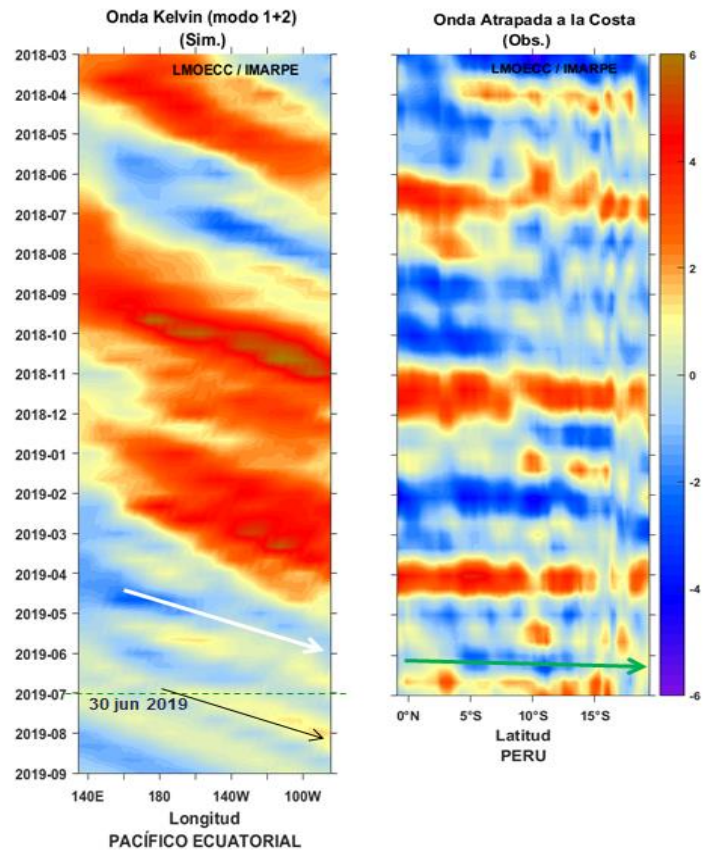 Onda Kelvin (modo 1+2)
(Sim.)
LMOECC / IMARPE
2018-03
2018-04
2018-05
2018-06
2018-07
2018-08
2018-09
2018-10
2018-11
2018-12
2019-01
2019-02
2019-03
2019-04
2019-05
2019-06
2019-07
2019-08
2019-09
30 jun 2019
140E 180 140W 100W
Longitud
PACÍFICO ECUATORIAL
Onda Atrapada a la Costa
(Obs.)
LMOECC / IMARPE
0°N 5°S 10°S 15°S
Latitud
PERU
6
4
2
0
-2
-4
-6